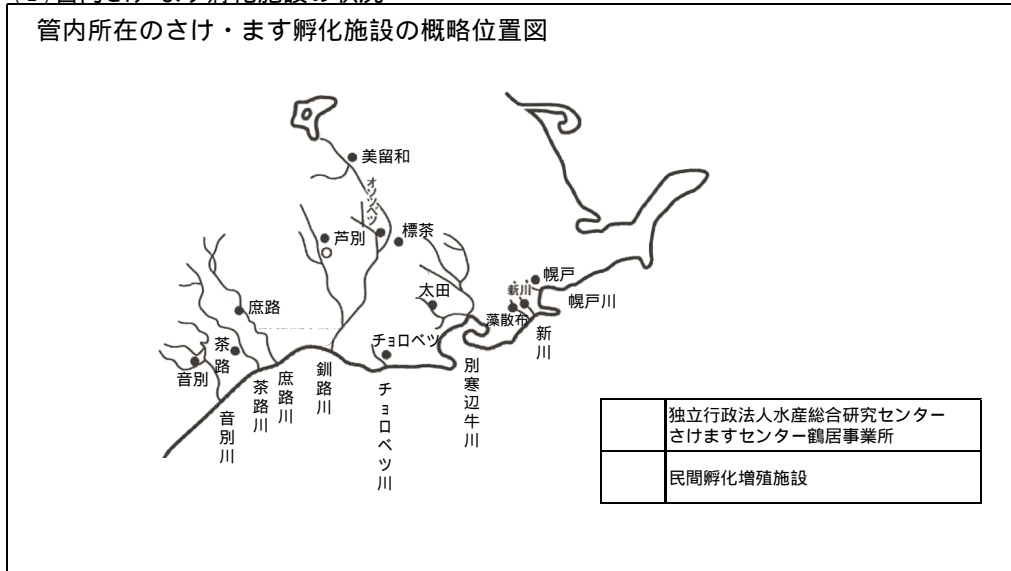 管内所在のさけ・ます孵化施設の概略位置図
美留和
オソツベツ
芦別
標茶
幌戸
新川
幌戸川
太田
藻散布
庶路
チョロベツ
新川
茶路
音別
釧路川
別寒辺牛川
庶路川
茶路川
チョロベツ川
音別川
独立行政法人水産総合研究センター
さけますセンター鶴居事業所
民間孵化増殖施設